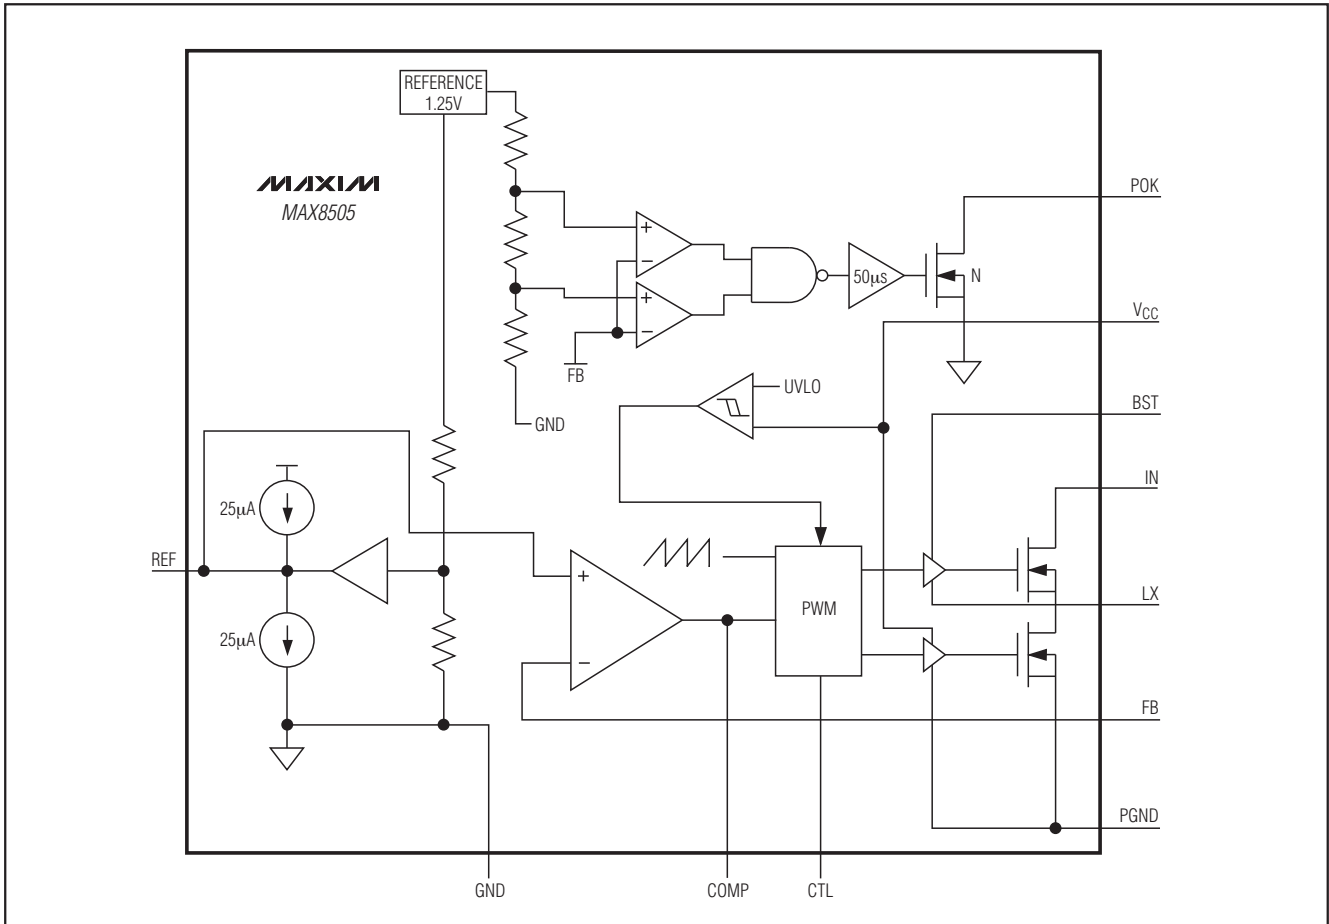 REFERENCE
1.25V
MAXIM
MAX8505
POK
+
−
50µs
N
+
−
VCC
FB
UVLO
BST
GND
IN
25µA
REF
+
LX
PWM
25µA
−
FB
PGND
GND
COMP
CTL